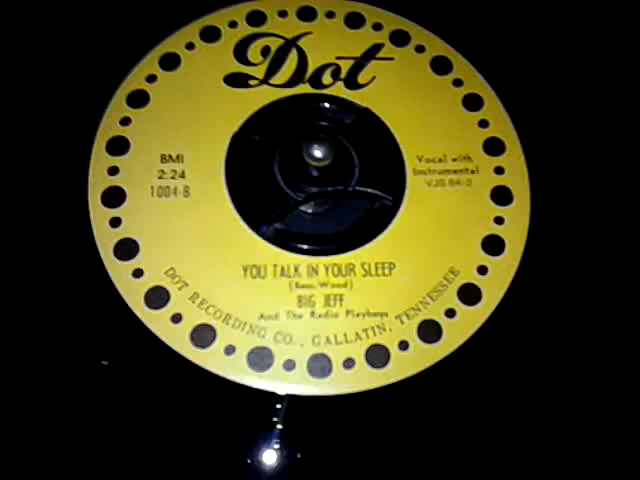 Dot
BMI
2:24
1004-B
Vocal with
Instrumental
YOU TALK IN YOUR SLEEP
BIG JEFF
And The Radio Playboys
DOT RECORDING CO., GALLATIN, TENNESSEE